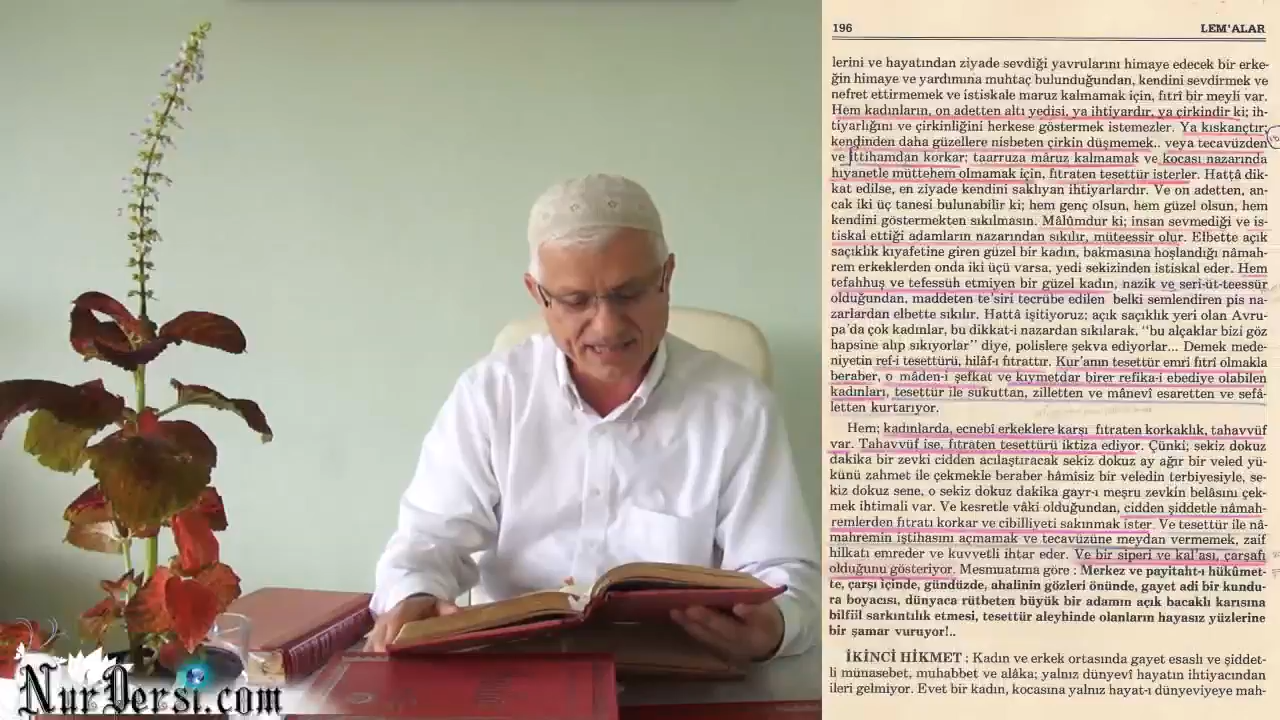 196 LEM'ALAR
lerini ve hayatından ziyade sevdiği yavrularını himaye edecek bir erke-
ğin himaye ve yardımına muhtaç bulunduğundan, kendini sevdirmek ve
nefret ettirmemek ve istiskale maruz kalmamak için, fıtrî bir meyli var.
Hem kadınların, on adetten altı yedisi, ya ihtiyardır, ya çirkindir ki; ih-
tiyarlığını ve çirkinliğini herkese göstermek istemezler. Ya kıskançtır;
kendinden daha güzellere nisbeten çirkin düşmemek.. veya tecavüzden
ve ittihamdan korkar; taarruza mâruz kalmamak ve kocası nazarında
hıyanetle müttehem olmamak için, fıtraten tesettür isterler. Hattâ dik-
kat edilse, en ziyade kendini saklıyan ihtiyarlardır. Ve on adetten, an-
cak iki üç tanesi bulunabilir ki; hem genç olsun, hem güzel olsun, hem
kendini göstermekten sıkılmasın. Mâlûmdur ki; insan sevmediği ve is-
tiskal ettiği adamların nazarından sıkılır, müteessir olur. Elbette açık
saçıklık kıyafetine giren güzel bir kadın, bakmasına hoşlandığı nâmah-
rem erkeklerden onda iki üçü varsa, yedi sekizinden istiskal eder. Hem
tefahhuş ve tefessüh etmiyen bir güzel kadın, nazik ve seri-üt-teessür
olduğundan, maddeten te'siri tecrübe edilen belki semlendiren pis na-
zarlardan elbette sıkılır. Hattâ işitiyoruz; açık saçıklık yeri olan Avru-
pa'da çok kadınlar, bu dikkat-i nazardan sıkılarak, "bu alçaklar bizi göz
hapsine alıp sıkıyorlar" diye, polislere şekva ediyorlar... Demek mede-
niyetin ref-i tesettürü, hilâf-ı fıtrattır. Kur'anın tesettür emri fıtrî olmakla
beraber, o mâden-i şefkat ve kıymetdar birer refika-i ebediye olabilen
kadınları, tesettür ile sukuttan, zilletten ve mânevî esaretten ve sefâ-
letten kurtarıyor.
Hem; kadınlarda, ecnebî erkeklere karşı fıtraten korkaklık, tahavvüf
var. Tahavvüf ise, fıtraten tesettürü iktiza ediyor. Çünki; sekiz dokuz
dakika bir zevki cidden acılaştıracak sekiz dokuz ay ağır bir veled yü-
künü zahmet ile çekmekle beraber hâmisiz bir veledin terbiyesiyle, se-
kiz dokuz sene, o sekiz dokuz dakika gayr-ı meşru zevkin belâsını çek-
mek ihtimali var. Ve kesretle vâki olduğundan, cidden şiddetle nâmah-
remlerden fıtratı korkar ve cibilliyeti sakınmak ister. Ve tesettür ile nâ-
mahremin iştihasını açmamak ve tecavüzüne meydan vermemek, zaif
hilkati emreder ve kuvvetli ihtar eder. Ve bir siperi ve kal'ası, çarşafı
olduğunu gösteriyor. Mesmuatıma göre : Merkez ve payitaht-ı hükûmet-
te, çarşı içinde, gündüzde, ahalinin gözleri önünde, gayet adi bir kundu-
ra boyacısı, dünyaca rütbeten büyük bir adamın açık bacaklı karısına
bilfiil sarkıntılık etmesi, tesettür aleyhinde olanların hayasız yüzlerine
bir şamar vuruyor!..
İKİNCİ HİKMET : Kadın ve erkek ortasında gayet esaslı ve şiddet-
li münasebet, muhabbet ve alâka; yalnız dünyevî hayatın ihtiyacından
ileri gelmiyor. Evet bir kadın, kocasına yalnız hayat-ı dünyeviyeye mah-
NurDersi.com